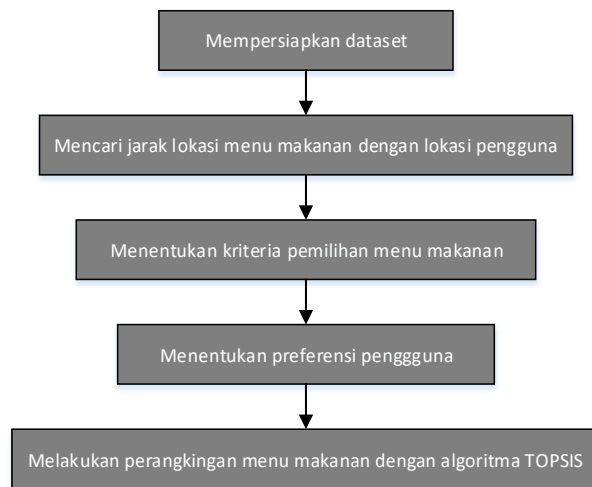 Mempersiapkan dataset
Mencari jarak lokasi menu makanan dengan lokasi pengguna
Menentukan kriteria pemilihan menu makanan
Menentukan preferensi penggguna
Melakukan perangkingan menu makanan dengan algoritma TOPSIS